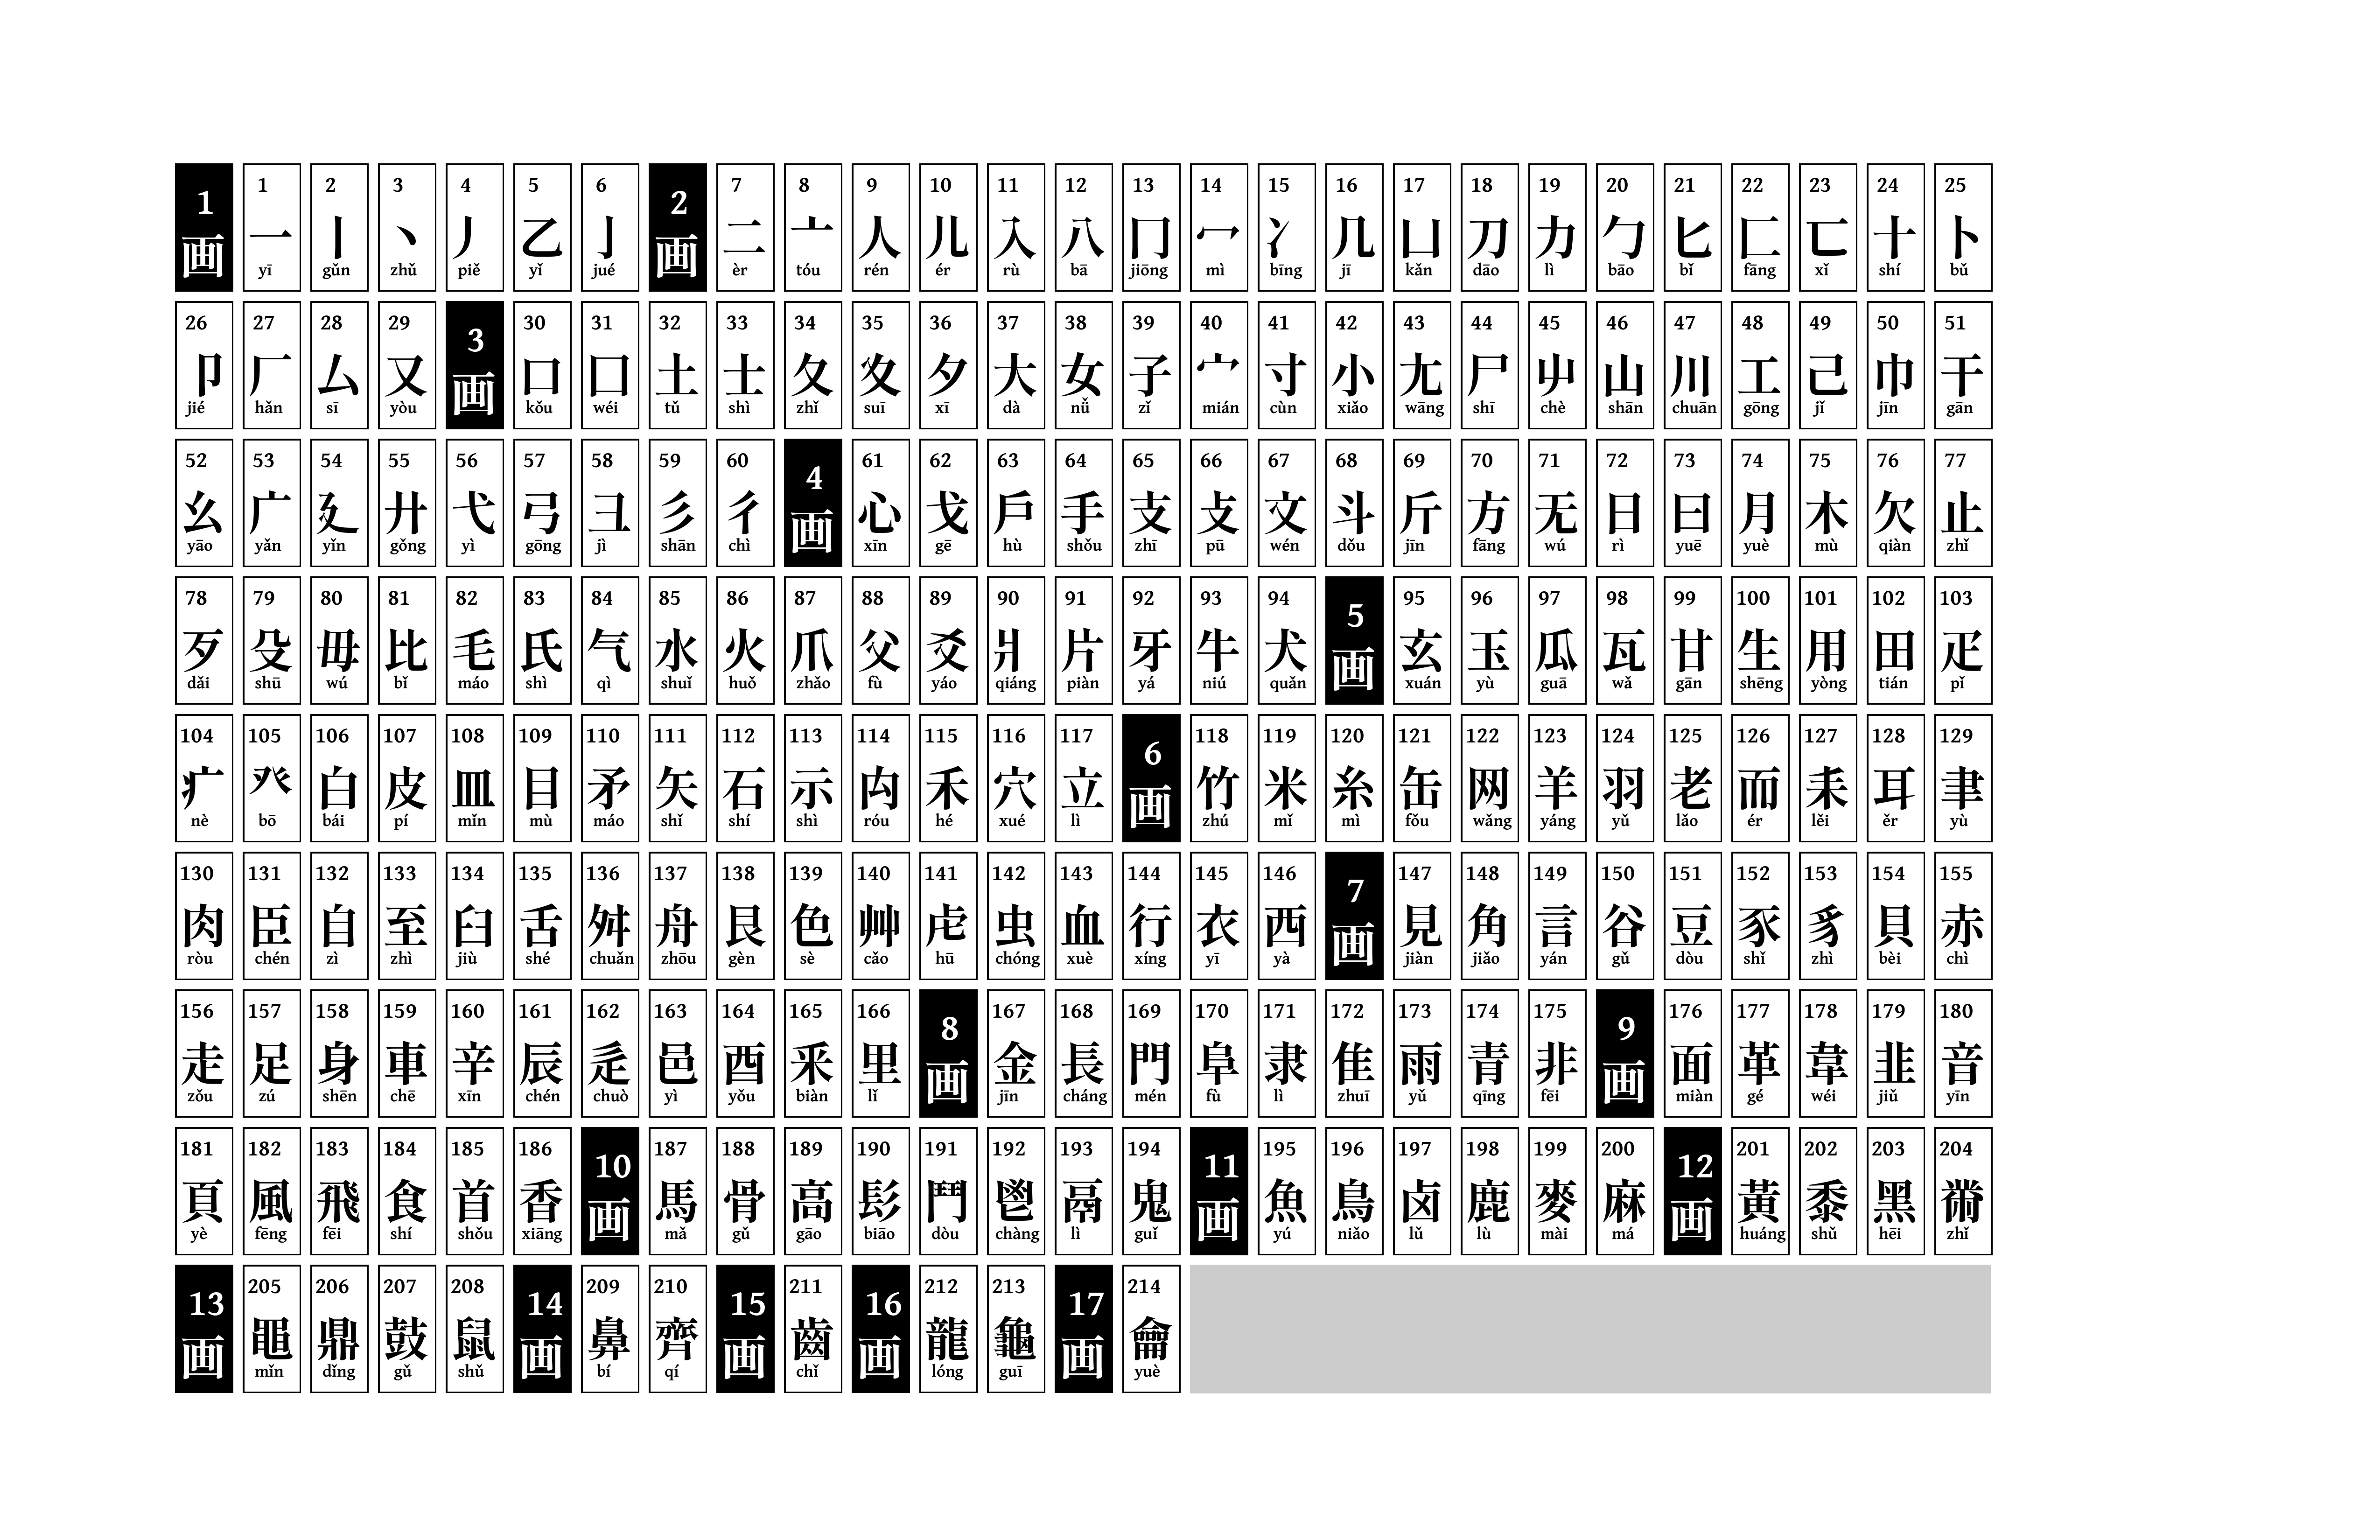 1 1 2 3 4 5 6 2 7 8 9 10 11 12 13 14 15 16 17 18 19 20 21 22 23 24 25
画 一 丨 丶 丿 乙 亅 画 二 亠 人 儿 入 八 冂 冖 冫 几 凵 刀 力 勹 匕 匚 匸 十 卜
yī gǔn zhǔ piě yǐ jué èr tóu rén ér rù bā jiōng mì bīng jī kǎn dāo lì bāo bǐ fāng xǐ shí bǔ
26 27 28 29 3 30 31 32 33 34 35 36 37 38 39 40 41 42 43 44 45 46 47 48 49 50 51
卩 厂 厶 又 画 口 囗 土 士 夂 夊 夕 大 女 子 宀 寸 小 尢 尸 屮 山 川 工 己 巾 干
jié hǎn sī yòu kǒu wéi tǔ shì zhǐ suī xī dà nǚ zǐ mián cùn xiǎo wāng shī chè shān chuān gōng jǐ jīn gān
52 53 54 55 56 57 58 59 60 4 61 62 63 64 65 66 67 68 69 70 71 72 73 74 75 76 77
幺 广 廴 廾 弋 弓 彐 彡 彳 画 心 戈 戶 手 支 攴 文 斗 斤 方 无 日 曰 月 木 欠 止
yāo yǎn yǐn gǒng yì gōng jì shān chì xīn gē hù shǒu zhī pū wén dǒu jīn fāng wú rì yuē yuè mù qiàn zhǐ
78 79 80 81 82 83 84 85 86 87 88 89 90 91 92 93 94 5 95 96 97 98 99 100 101 102 103
歹 殳 毋 比 毛 氏 气 水 火 爪 父 爻 爿 片 牙 牛 犬 画 玄 玉 瓜 瓦 甘 生 用 田 疋
dǎi shū wú bǐ máo shì qì shuǐ huǒ zhǎo fù yáo qiáng piàn yá niú quǎn xuán yù guā wǎ gān shēng yòng tián pǐ
104 105 106 107 108 109 110 111 112 113 114 115 116 117 6 118 119 120 121 122 123 124 125 126 127 128 129
疒 癶 白 皮 皿 目 矛 矢 石 示 禸 禾 穴 立 画 竹 米 糸 缶 网 羊 羽 老 而 耒 耳 聿
nè bō bái pí mǐn mù máo shǐ shí shì róu hé xué lì zhú mǐ mì fǒu wǎng yáng yǔ lǎo ér lěi ěr yù
130 131 132 133 134 135 136 137 138 139 140 141 142 143 144 145 146 7 147 148 149 150 151 152 153 154 155
肉 臣 自 至 臼 舌 舛 舟 艮 色 艸 虍 虫 血 行 衣 西 画 見 角 言 谷 豆 豕 豸 貝 赤
ròu chén zì zhì jiù shé chuǎn zhōu gèn sè cǎo hū chóng xuè xíng yī yà jiàn jiǎo yán gǔ dòu shǐ zhì bèi chì
156 157 158 159 160 161 162 163 164 165 166 8 167 168 169 170 171 172 173 174 175 9 176 177 178 179 180
走 足 身 車 辛 辰 辵 邑 酉 釆 里 画 金 長 門 阜 隶 隹 雨 青 非 画 面 革 韋 韭 音
zǒu zú shēn chē xīn chén chuò yì yǒu biàn lǐ jīn cháng mén fù lì zhuī yǔ qīng fēi miàn gé wéi jiǔ yīn
181 182 183 184 185 186 10 187 188 189 190 191 192 193 194 11 195 196 197 198 199 200 12 201 202 203 204
頁 風 飛 食 首 香 画 馬 骨 高 髟 鬥 鬯 鬲 鬼 画 魚 鳥 卤 鹿 麥 麻 画 黃 黍 黑 黹
yè fēng fēi shí shǒu xiāng mǎ gǔ gāo biāo dòu chàng lì guǐ yú niǎo lǔ lù mài má huáng shǔ hēi zhǐ
13 205 206 207 208 14 209 210 15 211 16 212 213 17 214
画 黽 鼎 鼓 鼠 画 鼻 齊 画 齒 画 龍 龜 画 龠
mǐn dǐng gǔ shǔ bí qí chǐ lóng guī yuè